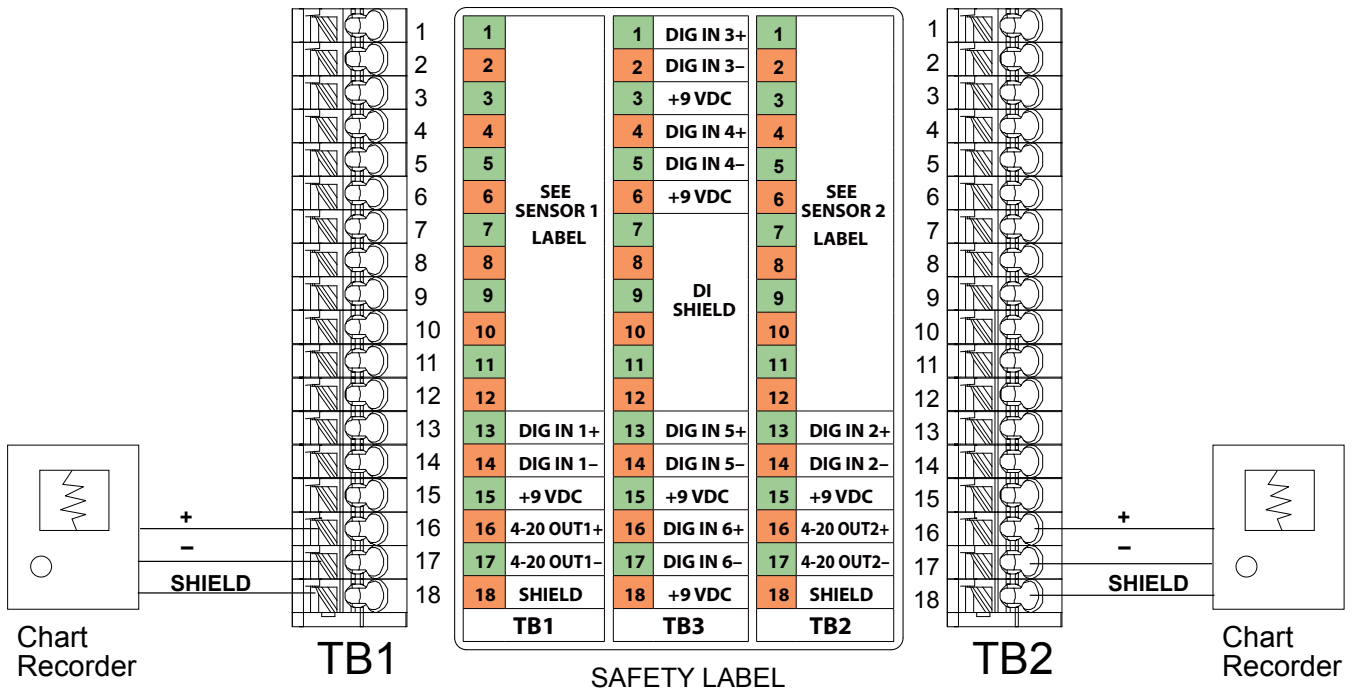 1
2
3
4
5
6
7
8
9
10
11
12
13
14
15
16
17
18
TB1
+
−
SHIELD
Chart
Recorder
1
2
3
4
5
6
7
8
9
10
11
12
SEE
SENSOR 1
LABEL
13 DIG IN 1+
14 DIG IN 1−
15 +9 VDC
16 4-20 OUT1+
17 4-20 OUT1−
18 SHIELD
TB1
1 DIG IN 3+
2 DIG IN 3−
3 +9 VDC
4 DIG IN 4+
5 DIG IN 4−
6 +9 VDC
7
8
9
10
11
12
DI
SHIELD
13 DIG IN 5+
14 DIG IN 5−
15 +9 VDC
16 DIG IN 6+
17 DIG IN 6−
18 +9 VDC
TB3
1
2
3
4
5
6
7
8
9
10
11
12
SEE
SENSOR 2
LABEL
13 DIG IN 2+
14 DIG IN 2−
15 +9 VDC
16 4-20 OUT2+
17 4-20 OUT2−
18 SHIELD
TB2
SAFETY LABEL
1
2
3
4
5
6
7
8
9
10
11
12
13
14
15
16
17
18
TB2
+
−
SHIELD
Chart
Recorder